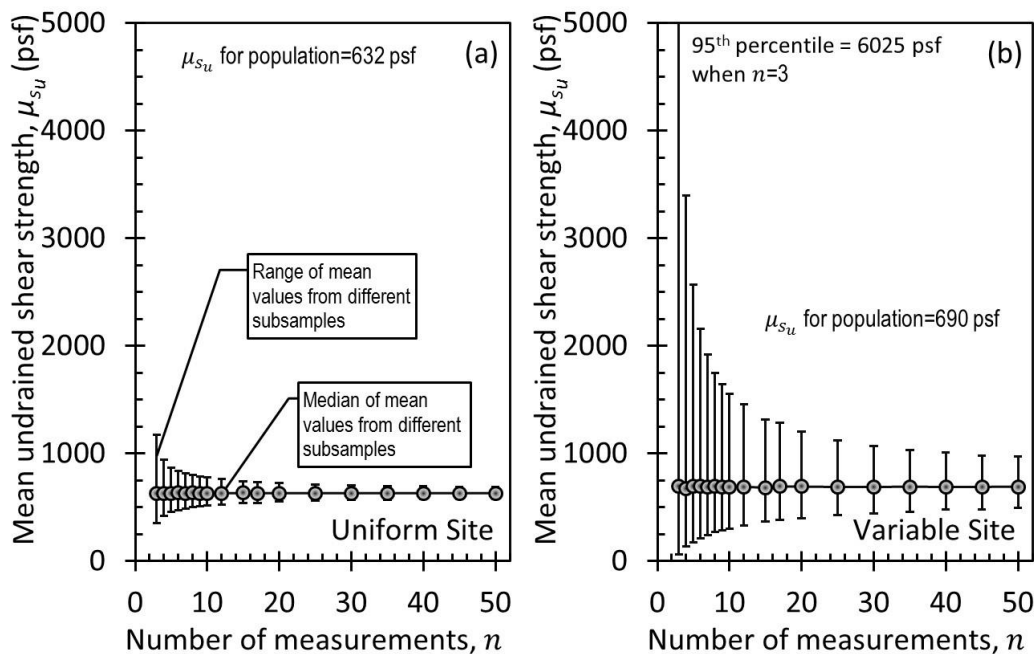 Mean undrained shear strength, μsu (psf)
5000
4000
3000
2000
1000
0
μsu for population=632 psf
(a)
Range of mean
values from different
subsamples
Median of mean
values from different
subsamples
Uniform Site
0 10 20 30 40 50
Number of measurements, n
Mean undrained shear strength, μsu (psf)
5000
4000
3000
2000
1000
0
95th percentile = 6025 psf
when n=3
(b)
μsu for population=690 psf
Variable Site
0 10 20 30 40 50
Number of measurements, n